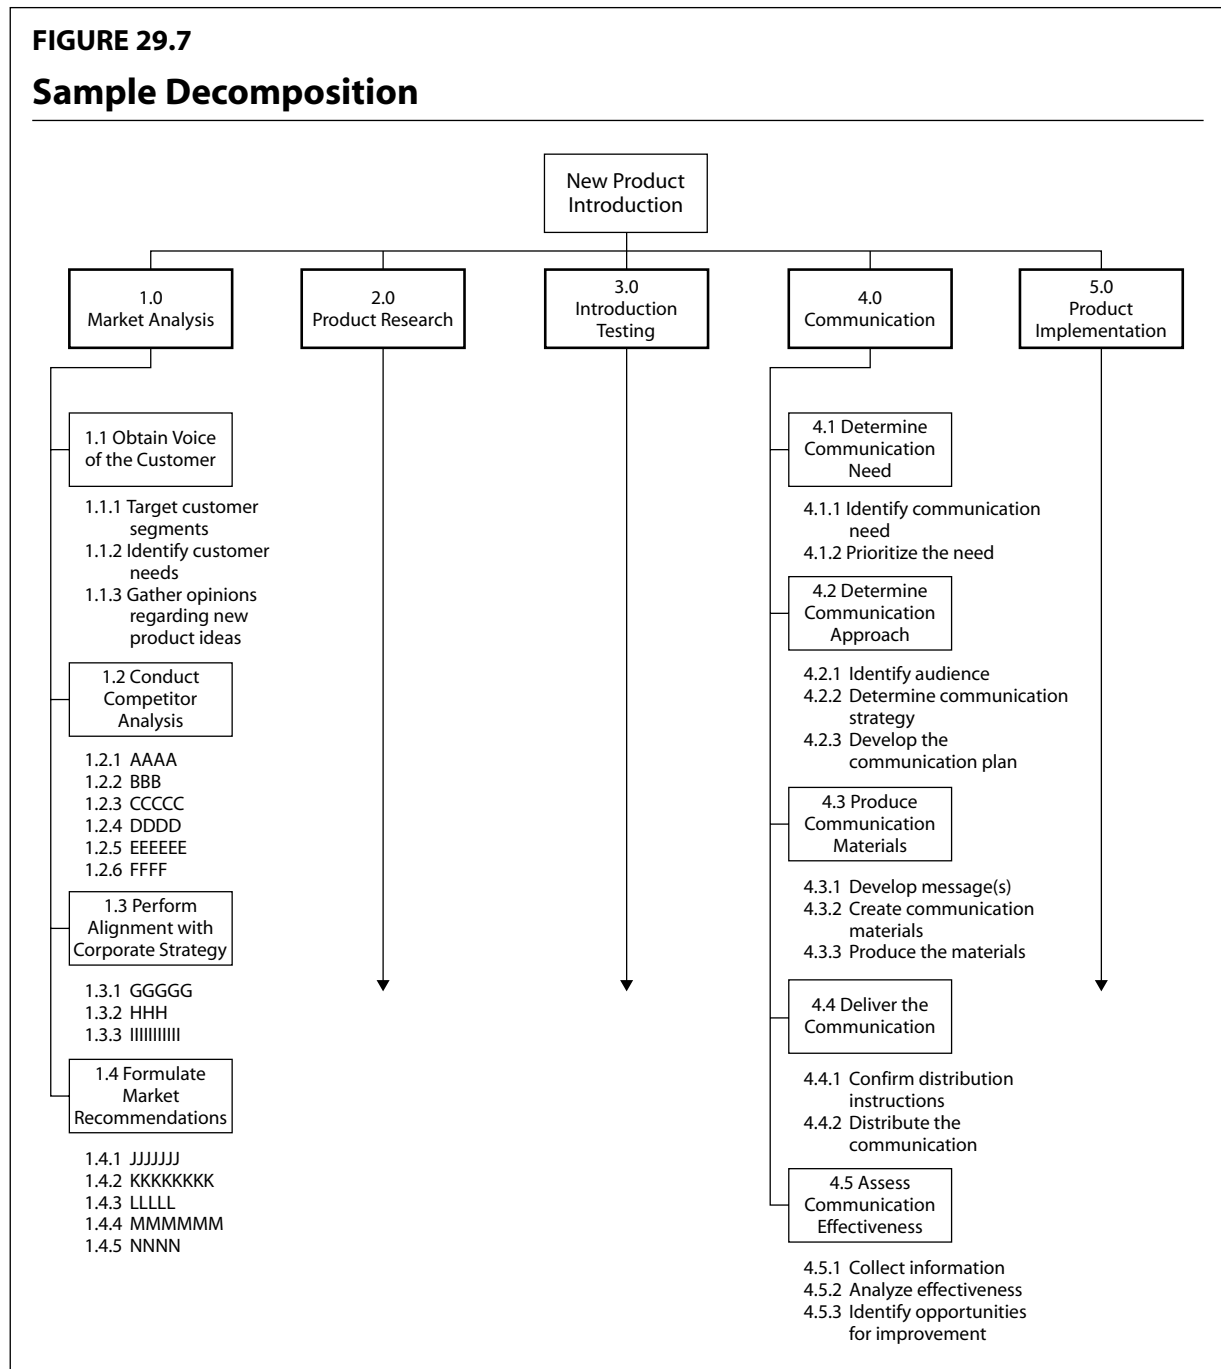 FIGURE 29.7
Sample Decomposition
New Product
Introduction
1.0
Market Analysis
2.0
Product Research
3.0
Introduction
Testing
4.0
Communication
5.0
Product
Implementation
1.1 Obtain Voice
of the Customer
1.1.1 Target customer
segments
1.1.2 Identify customer
needs
1.1.3 Gather opinions
regarding new
product ideas
1.2 Conduct
Competitor
Analysis
1.2.1 AAAA
1.2.2 BBB
1.2.3 CCCCC
1.2.4 DDDD
1.2.5 EEEEEE
1.2.6 FFFF
1.3 Perform
Alignment with
Corporate Strategy
1.3.1 GGGGG
1.3.2 HHH
1.3.3 IIIIIIIIIII
1.4 Formulate
Market
Recommendations
1.4.1 JJJJJJJ
1.4.2 KKKKKKKK
1.4.3 LLLLL
1.4.4 MMMMMM
1.4.5 NNNN
4.1 Determine
Communication
Need
4.1.1 Identify communication
need
4.1.2 Prioritize the need
4.2 Determine
Communication
Approach
4.2.1 Identify audience
4.2.2 Determine communication
strategy
4.2.3 Develop the
communication plan
4.3 Produce
Communication
Materials
4.3.1 Develop message(s)
4.3.2 Create communication
materials
4.3.3 Produce the materials
4.4 Deliver the
Communication
4.4.1 Confirm distribution
instructions
4.4.2 Distribute the
communication
4.5 Assess
Communication
Effectiveness
4.5.1 Collect information
4.5.2 Analyze effectiveness
4.5.3 Identify opportunities
for improvement